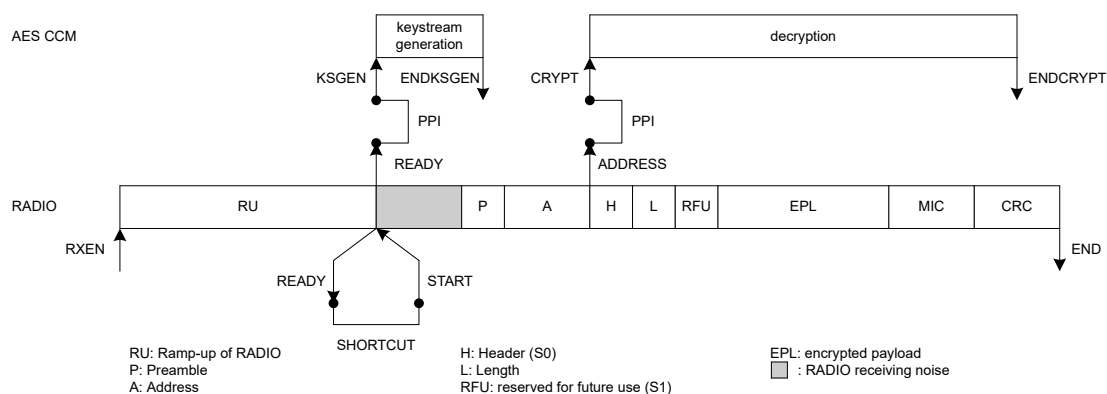 AES CCM
keystream
generation
decryption
KSGEN
ENDKSGEN
CRYPT
ENDCRYPT
PPI
PPI
READY
ADDRESS
RADIO
RU
P
A
H
L
RFU
EPL
MIC
CRC
RXEN
END
READY
START
SHORTCUT
RU: Ramp-up of RADIO
P: Preamble
A: Address
H: Header (S0)
L: Length
RFU: reserved for future use (S1)
EPL: encrypted payload
: RADIO receiving noise